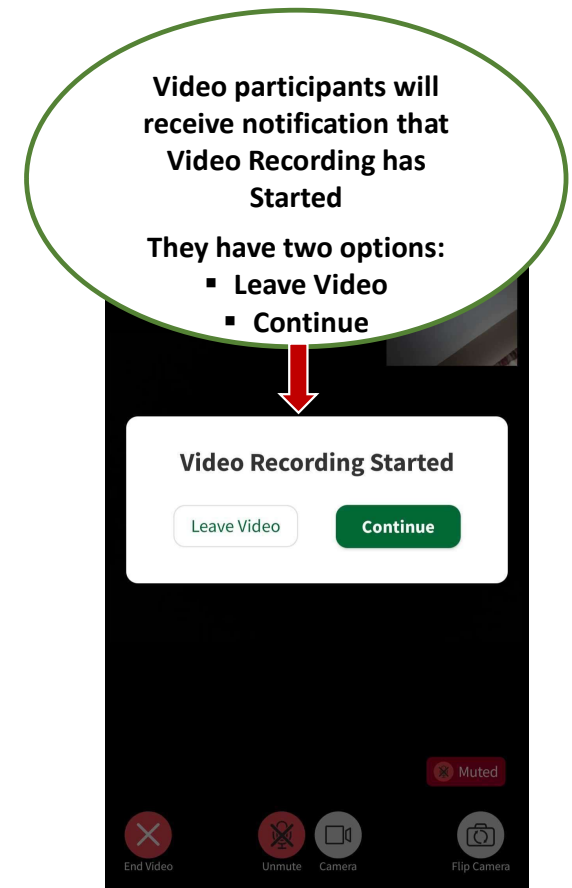 Video participants will
receive notification that
Video Recording has
Started
They have two options:
▪ Leave Video
▪ Continue
Video Recording Started
Leave Video Continue
Muted
End Video Unmute Camera Flip Camera